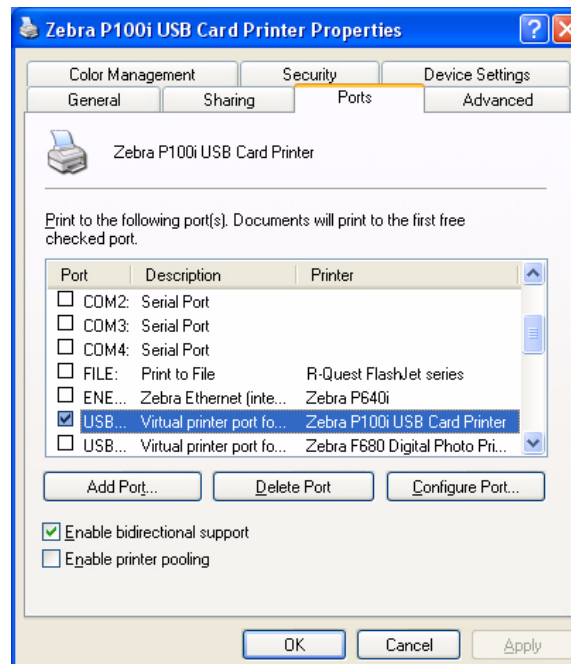 Zebra P100i USB Card Printer Properties
Color Management Security Device Settings
General Sharing Ports Advanced
Zebra P100i USB Card Printer
Print to the following port(s). Documents will print to the first free
checked port.
Port Description Printer
COM2: Serial Port
COM3: Serial Port
COM4: Serial Port
FILE: Print to File R-Quest FlashJet series
ENE... Zebra Ethernet (inte... Zebra P640i
USB... Virtual printer port fo... Zebra P100i USB Card Printer
USB... Virtual printer port fo... Zebra F680 Digital Photo Pri...
Add Port... Delete Port Configure Port...
Enable bidirectional support
Enable printer pooling
OK Cancel Apply